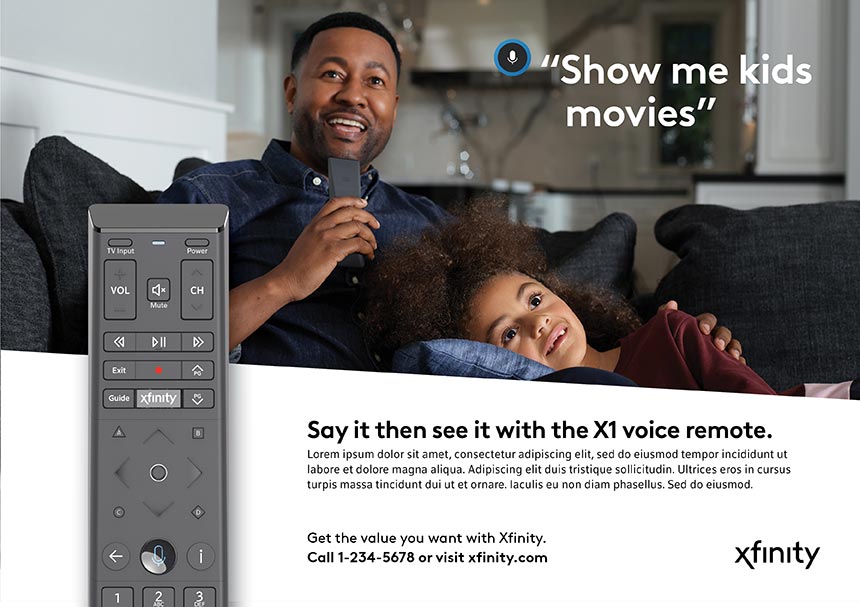 “Show me kids
movies”
TV Input
Power
VOL
Mute
CH
Exit
PG
Guide
xfinity
PG
A
B
C
D
i
1
2
ABC
3
DEF
Say it then see it with the X1 voice remote.
Lorem ipsum dolor sit amet, consectetur adipiscing elit, sed do eiusmod tempor incididunt ut
labore et dolore magna aliqua. Adipiscing elit duis tristique sollicitudin. Ultrices eros in cursus
turpis massa tincidunt dui ut et ornare. Iaculis eu non diam phasellus. Sed do eiusmod.
Get the value you want with Xfinity.
Call 1-234-5678 or visit xfinity.com
xfinity